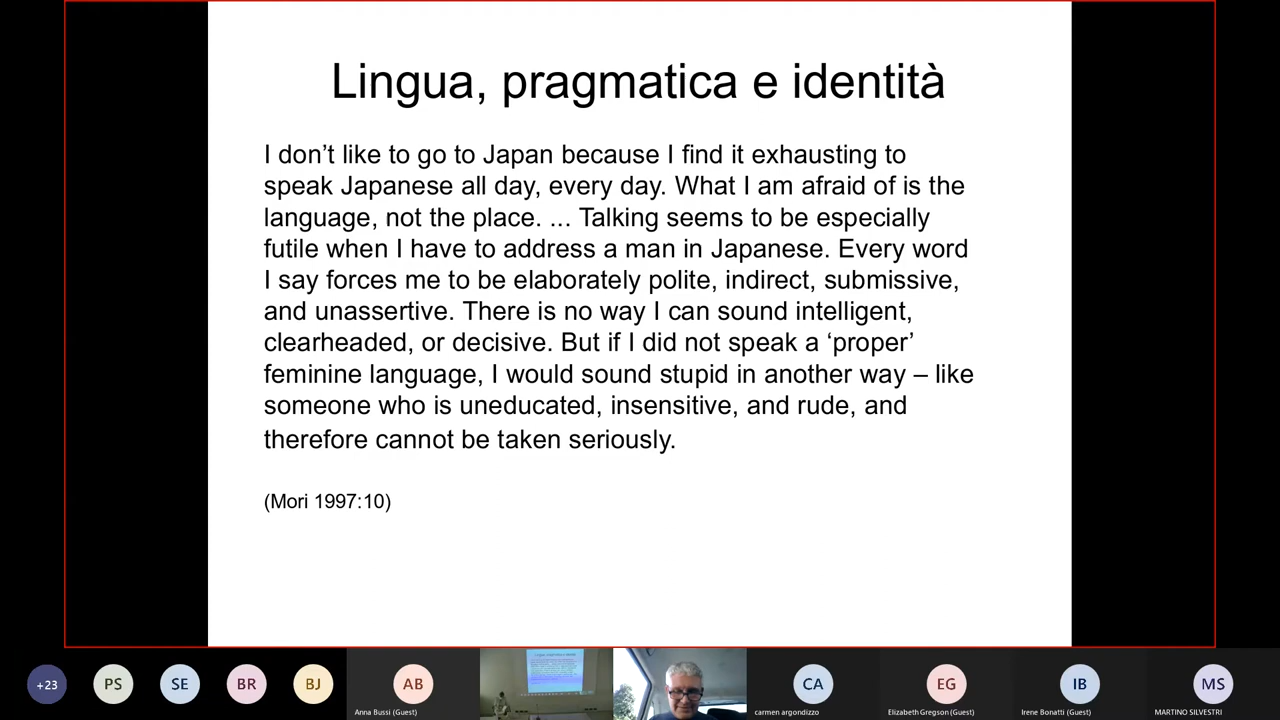 Lingua, pragmatica e identità
I don’t like to go to Japan because I find it exhausting to
speak Japanese all day, every day. What I am afraid of is the
language, not the place. ... Talking seems to be especially
futile when I have to address a man in Japanese. Every word
I say forces me to be elaborately polite, indirect, submissive,
and unassertive. There is no way I can sound intelligent,
clearheaded, or decisive. But if I did not speak a ‘proper’
feminine language, I would sound stupid in another way – like
someone who is uneducated, insensitive, and rude, and
therefore cannot be taken seriously.
(Mori 1997:10)
+23
PS
SE
BR
BJ
AB
CA
EG
IB
MS
Anna Bussi (Guest)
carmen argondizzo
Elizabeth Gregson (Guest)
Irene Bonatti (Guest)
MARTINO SILVESTRI